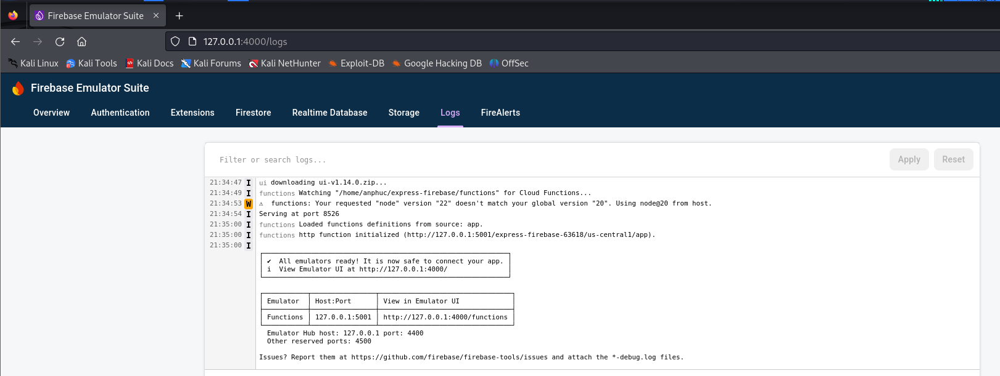 Firebase Emulator Suite
127.0.0.1:4000/logs
Kali Linux Kali Tools Kali Docs Kali Forums Kali NetHunter Exploit-DB Google Hacking DB OffSec
Firebase Emulator Suite
Overview Authentication Extensions Firestore Realtime Database Storage Logs FireAlerts
Filter or search logs... Apply Reset
21:34:47 I ui downloading ui-v1.14.0.zip...
21:34:49 I functions Watching "/home/anphuc/express-firebase/functions" for Cloud Functions...
21:34:53 W ⚠ functions: Your requested "node" version "22" doesn't match your global version "20". Using node@20 from host.
21:34:54 I Serving at port 8526
21:35:00 I functions Loaded functions definitions from source: app.
21:35:00 I functions http function initialized (http://127.0.0.1:5001/express-firebase-63618/us-central1/app).
21:35:00 I
✔ All emulators ready! It is now safe to connect your app.
i View Emulator UI at http://127.0.0.1:4000/
Emulator Host:Port View in Emulator UI
Functions 127.0.0.1:5001 http://127.0.0.1:4000/functions
Emulator Hub host: 127.0.0.1 port: 4400
Other reserved ports: 4500
Issues? Report them at https://github.com/firebase/firebase-tools/issues and attach the *-debug.log files.